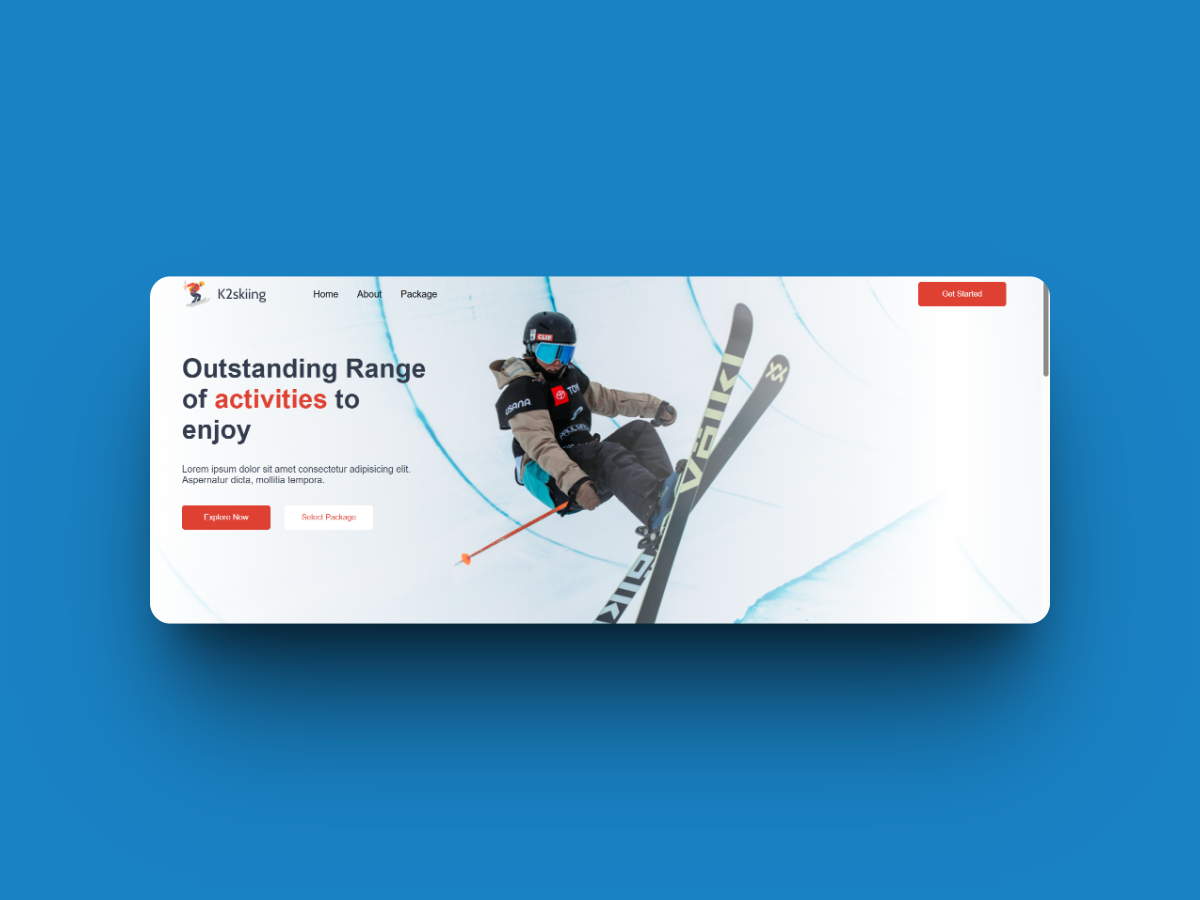 K2skiing
Home About Package
Get Started
Outstanding Range
of activities to
enjoy
Lorem ipsum dolor sit amet consectetur adipisicing elit.
Aspernatur dicta, mollitia tempora.
Explore Now
Select Package
CLIF
USANA
TOY
Völkl